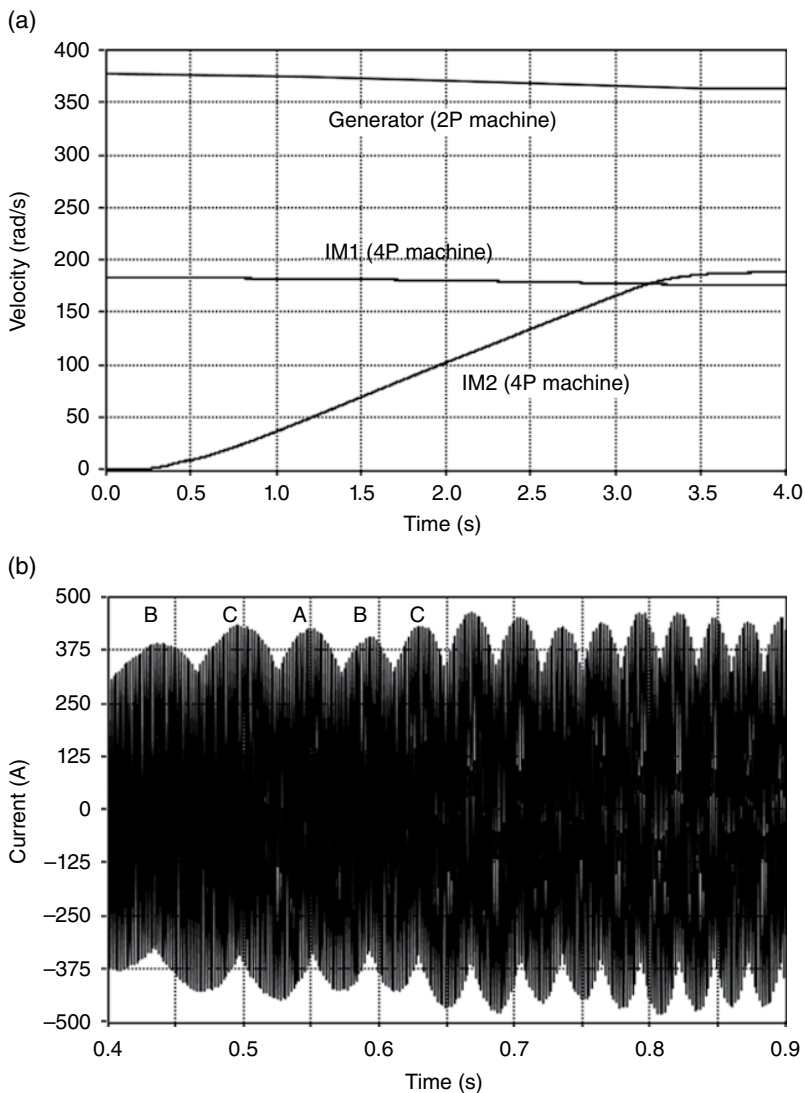 (a)
400
350
300
250
200
150
100
50
0
Velocity (rad/s)
Generator (2P machine)
IM1 (4P machine)
IM2 (4P machine)
0.0 0.5 1.0 1.5 2.0 2.5 3.0 3.5 4.0
Time (s)
(b)
500
375
250
125
0
−125
−250
−375
−500
Current (A)
B C A B C
0.4 0.5 0.6 0.7 0.8 0.9
Time (s)